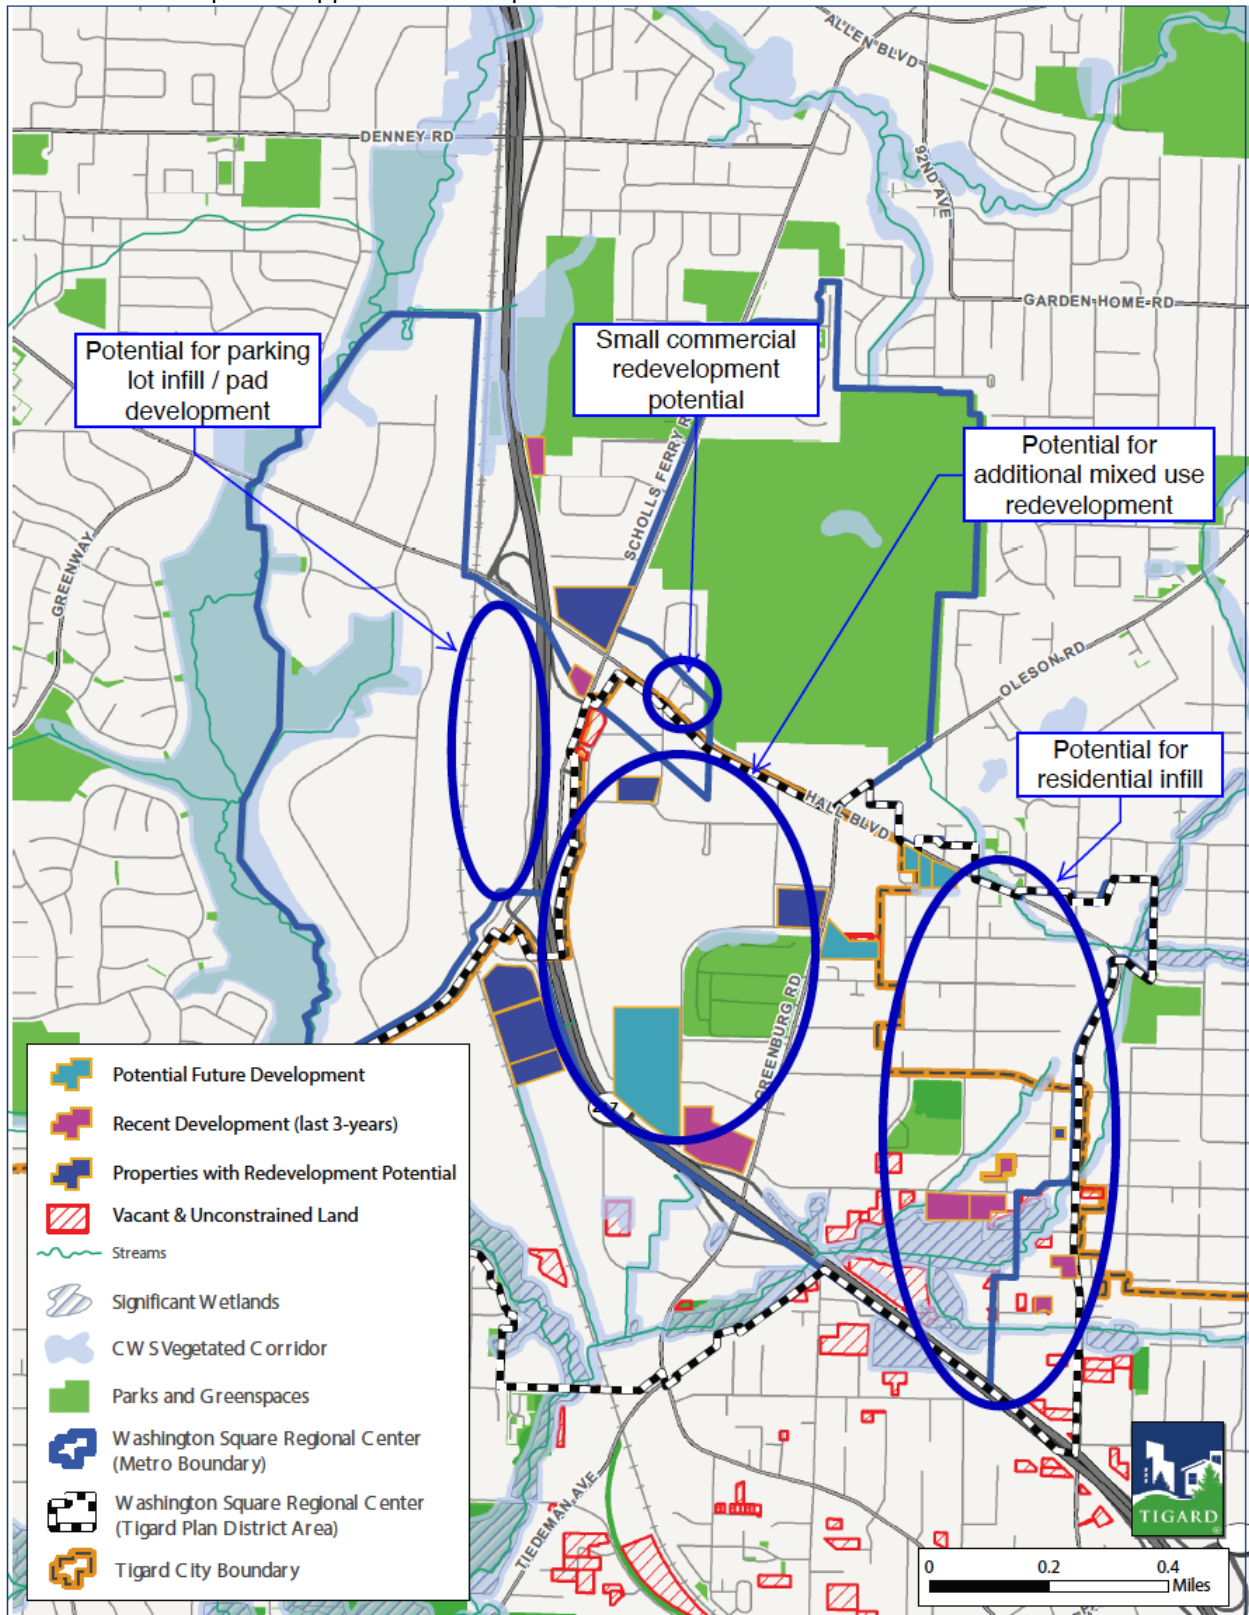 ALLEN BLVD
DENNEY RD
92ND AVE
GARDEN HOME RD
Potential for parking
lot infill / pad
development
Small commercial
redevelopment
potential
SCHOLLS FERRY R
Potential for
additional mixed use
redevelopment
GREENWAY
OLESON RD
Potential for
residential infill
HALL BLVD
GREENBURG RD
Potential Future Development
Recent Development (last 3-years)
Properties with Redevelopment Potential
Vacant & Unconstrained Land
Streams
Significant Wetlands
CWS Vegetated Corridor
Parks and Greenspaces
Washington Square Regional Center
(Metro Boundary)
Washington Square Regional Center
(Tigard Plan District Area)
Tigard City Boundary
TIEDEMAN AVE
TIGARD
0 0.2 0.4
Miles